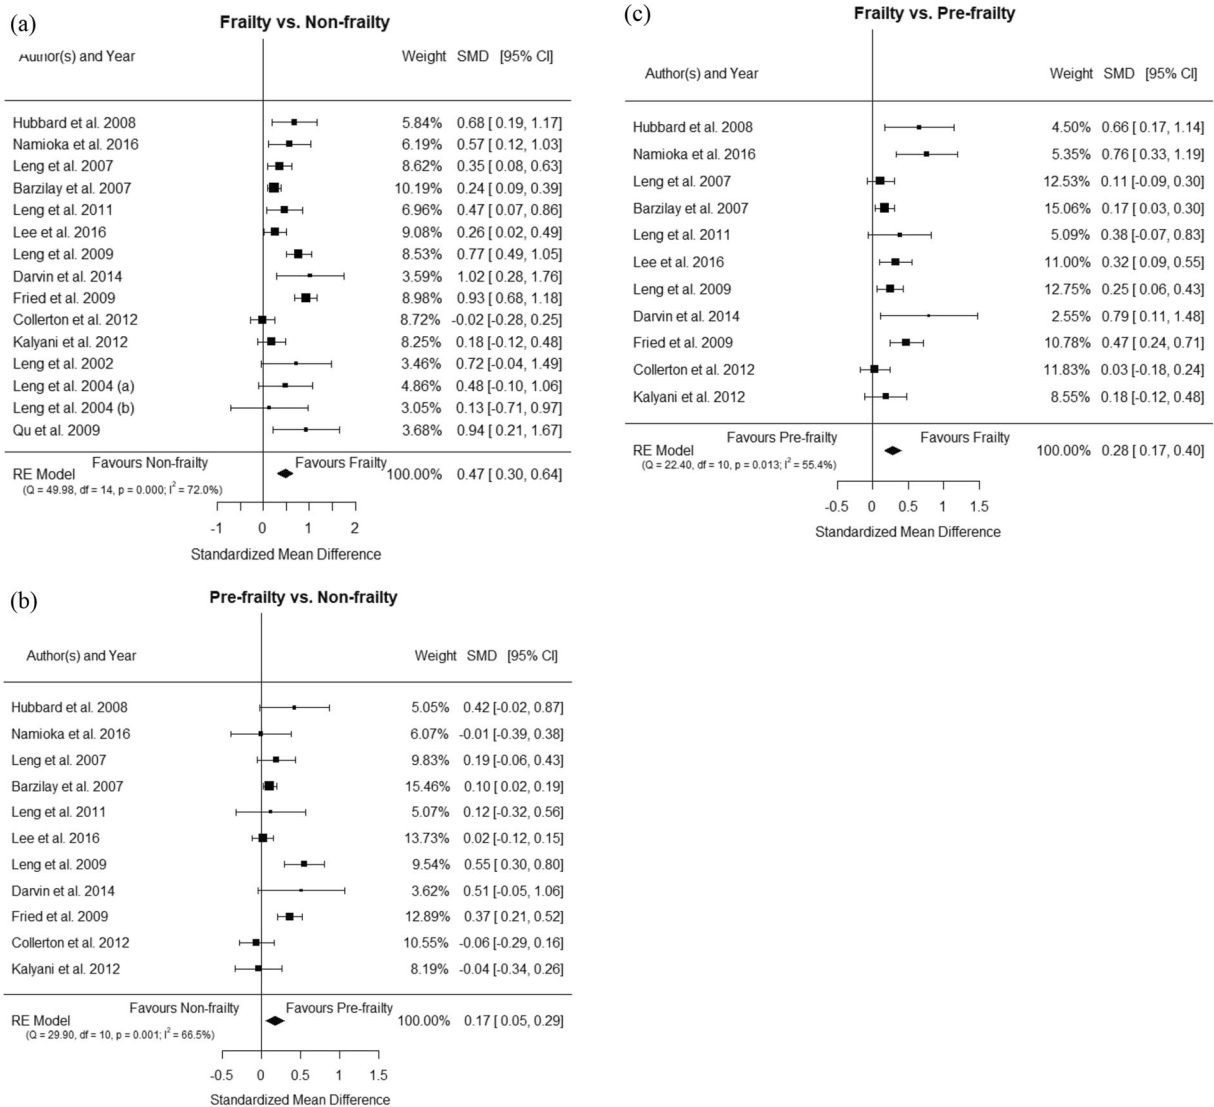 (a)
Frailty vs. Non-frailty
Author(s) and Year Weight SMD [95% CI]
Hubbard et al. 2008 5.84% 0.68 [ 0.19, 1.17]
Namioka et al. 2016 6.19% 0.57 [ 0.12, 1.03]
Leng et al. 2007 8.62% 0.35 [ 0.08, 0.63]
Barzilay et al. 2007 10.19% 0.24 [ 0.09, 0.39]
Leng et al. 2011 6.96% 0.47 [ 0.07, 0.86]
Lee et al. 2016 9.08% 0.26 [ 0.02, 0.49]
Leng et al. 2009 8.53% 0.77 [ 0.49, 1.05]
Darvin et al. 2014 3.59% 1.02 [ 0.28, 1.76]
Fried et al. 2009 8.98% 0.93 [ 0.68, 1.18]
Collerton et al. 2012 8.72% -0.02 [-0.28, 0.25]
Kalyani et al. 2012 8.25% 0.18 [-0.12, 0.48]
Leng et al. 2002 3.46% 0.72 [-0.04, 1.49]
Leng et al. 2004 (a) 4.86% 0.48 [-0.10, 1.06]
Leng et al. 2004 (b) 3.05% 0.13 [-0.71, 0.97]
Qu et al. 2009 3.68% 0.94 [ 0.21, 1.67]
Favours Non-frailty Favours Frailty
RE Model 100.00% 0.47 [ 0.30, 0.64]
(Q = 49.98, df = 14, p = 0.000; I² = 72.0%)
-1 0 1 2
Standardized Mean Difference
(b)
Pre-frailty vs. Non-frailty
Author(s) and Year Weight SMD [95% CI]
Hubbard et al. 2008 5.05% 0.42 [-0.02, 0.87]
Namioka et al. 2016 6.07% -0.01 [-0.39, 0.38]
Leng et al. 2007 9.83% 0.19 [-0.06, 0.43]
Barzilay et al. 2007 15.46% 0.10 [ 0.02, 0.19]
Leng et al. 2011 5.07% 0.12 [-0.32, 0.56]
Lee et al. 2016 13.73% 0.02 [-0.12, 0.15]
Leng et al. 2009 9.54% 0.55 [ 0.30, 0.80]
Darvin et al. 2014 3.62% 0.51 [-0.05, 1.06]
Fried et al. 2009 12.89% 0.37 [ 0.21, 0.52]
Collerton et al. 2012 10.55% -0.06 [-0.29, 0.16]
Kalyani et al. 2012 8.19% -0.04 [-0.34, 0.26]
Favours Non-frailty Favours Pre-frailty
RE Model 100.00% 0.17 [ 0.05, 0.29]
(Q = 29.90, df = 10, p = 0.001; I² = 66.5%)
-0.5 0 0.5 1 1.5
Standardized Mean Difference
(c)
Frailty vs. Pre-frailty
Author(s) and Year Weight SMD [95% CI]
Hubbard et al. 2008 4.50% 0.66 [ 0.17, 1.14]
Namioka et al. 2016 5.35% 0.76 [ 0.33, 1.19]
Leng et al. 2007 12.53% 0.11 [-0.09, 0.30]
Barzilay et al. 2007 15.06% 0.17 [ 0.03, 0.30]
Leng et al. 2011 5.09% 0.38 [-0.07, 0.83]
Lee et al. 2016 11.00% 0.32 [ 0.09, 0.55]
Leng et al. 2009 12.75% 0.25 [ 0.06, 0.43]
Darvin et al. 2014 2.55% 0.79 [ 0.11, 1.48]
Fried et al. 2009 10.78% 0.47 [ 0.24, 0.71]
Collerton et al. 2012 11.83% 0.03 [-0.18, 0.24]
Kalyani et al. 2012 8.55% 0.18 [-0.12, 0.48]
Favours Pre-frailty Favours Frailty
RE Model 100.00% 0.28 [ 0.17, 0.40]
(Q = 22.40, df = 10, p = 0.013; I² = 55.4%)
-0.5 0 0.5 1 1.5
Standardized Mean Difference